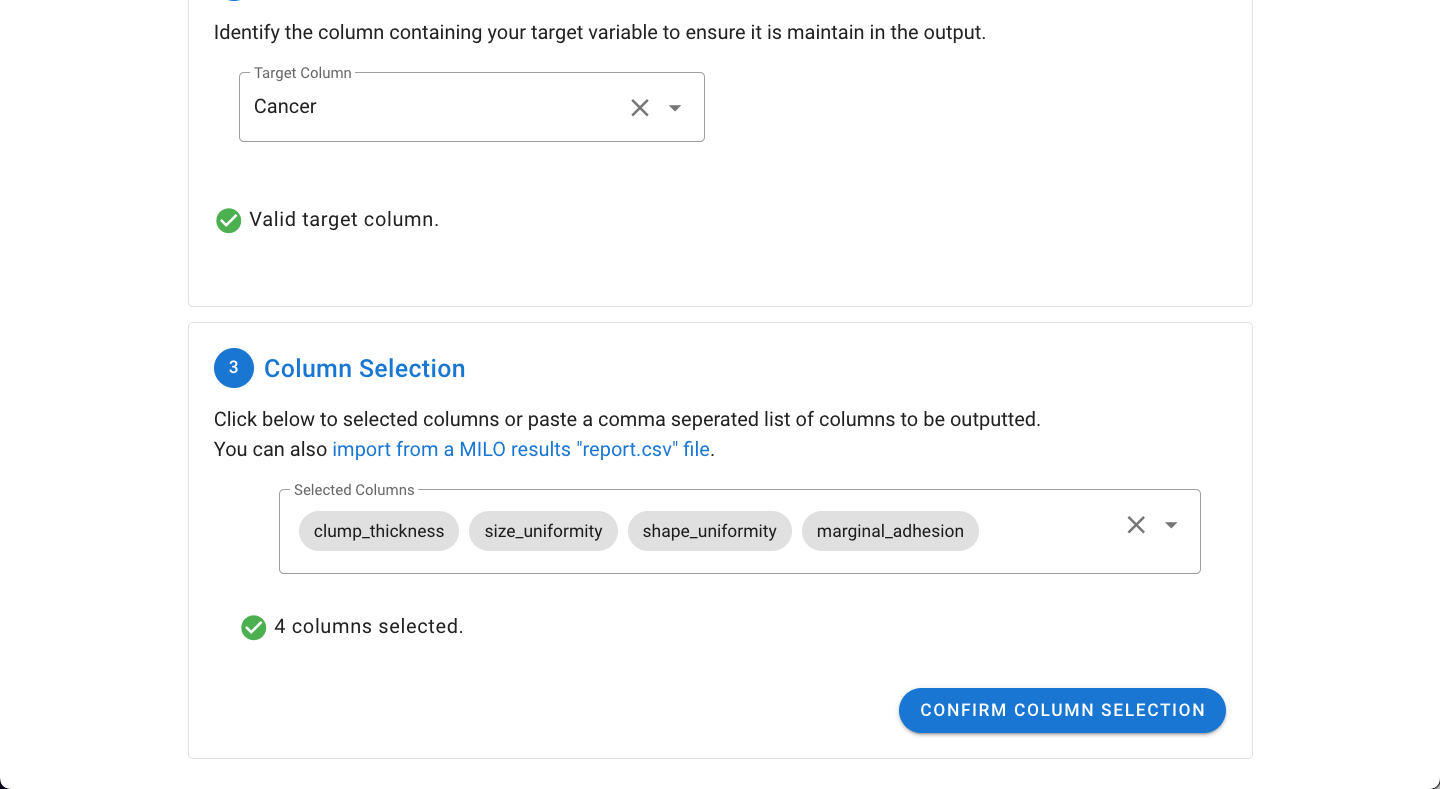 Identify the column containing your target variable to ensure it is maintain in the output.
Target Column
Cancer
Valid target column.
3 Column Selection
Click below to selected columns or paste a comma seperated list of columns to be outputted.
You can also import from a MILO results "report.csv" file.
Selected Columns
clump_thickness size_uniformity shape_uniformity marginal_adhesion
4 columns selected.
CONFIRM COLUMN SELECTION